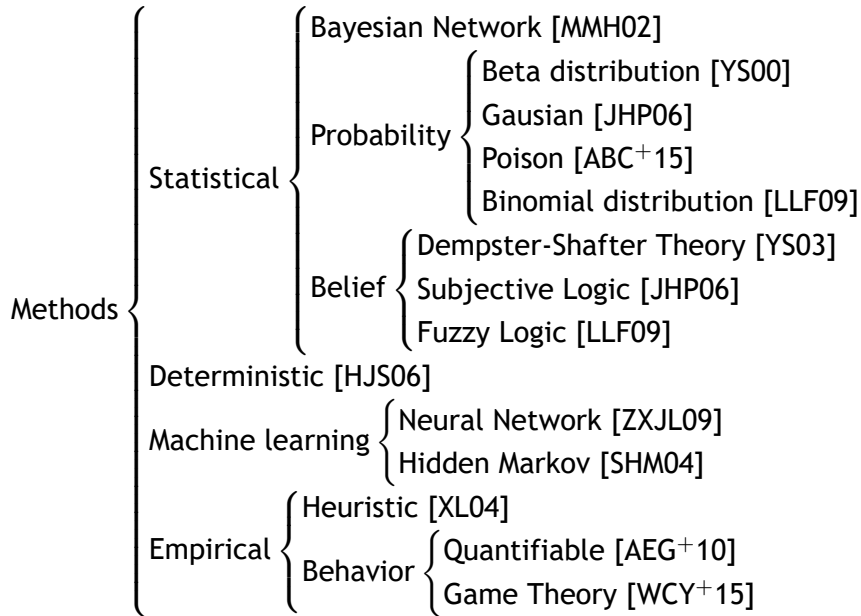 Bayesian Network [MMH02]
Beta distribution [YS00]
Gausian [JHP06]
Probability
Poison [ABC+15]
Statistical
Binomial distribution [LLF09]
Dempster-Shafter Theory [YS03]
Belief
Subjective Logic [JHP06]
Methods
Fuzzy Logic [LLF09]
Deterministic [HJS06]
Neural Network [ZXJL09]
Machine learning
Hidden Markov [SHM04]
Heuristic [XL04]
Empirical
Quantifiable [AEG+10]
Behavior
Game Theory [WCY+15]